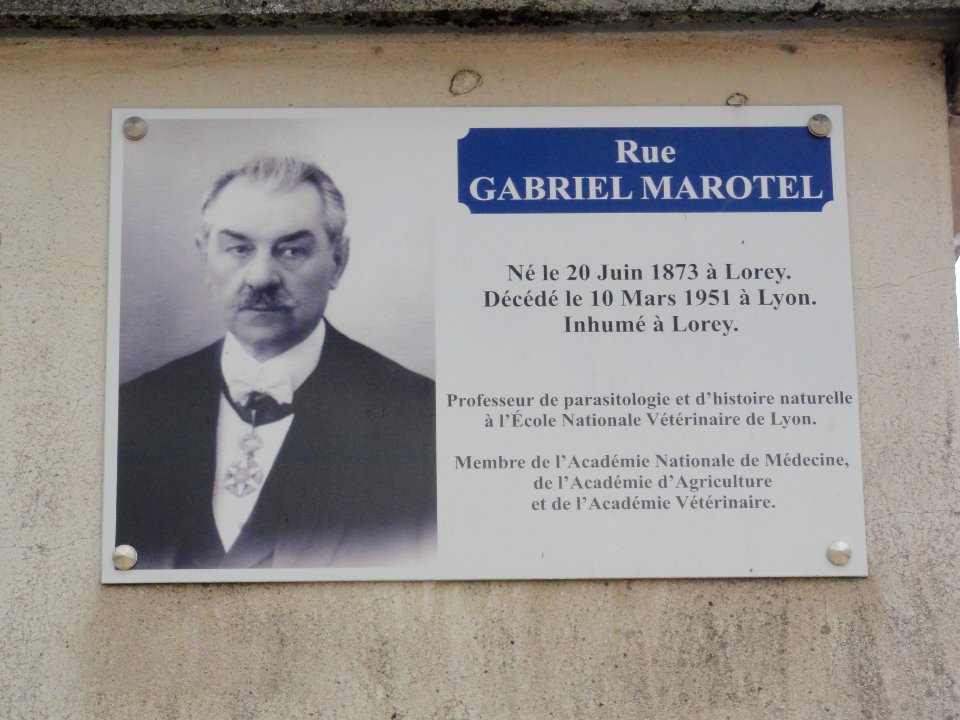 Rue
GABRIEL MAROTEL
Né le 20 Juin 1873 à Lorey.
Décédé le 10 Mars 1951 à Lyon.
Inhumé à Lorey.
Professeur de parasitologie et d’histoire naturelle
à l’École Nationale Vétérinaire de Lyon.
Membre de l’Académie Nationale de Médecine,
de l’Académie d’Agriculture
et de l’Académie Vétérinaire.